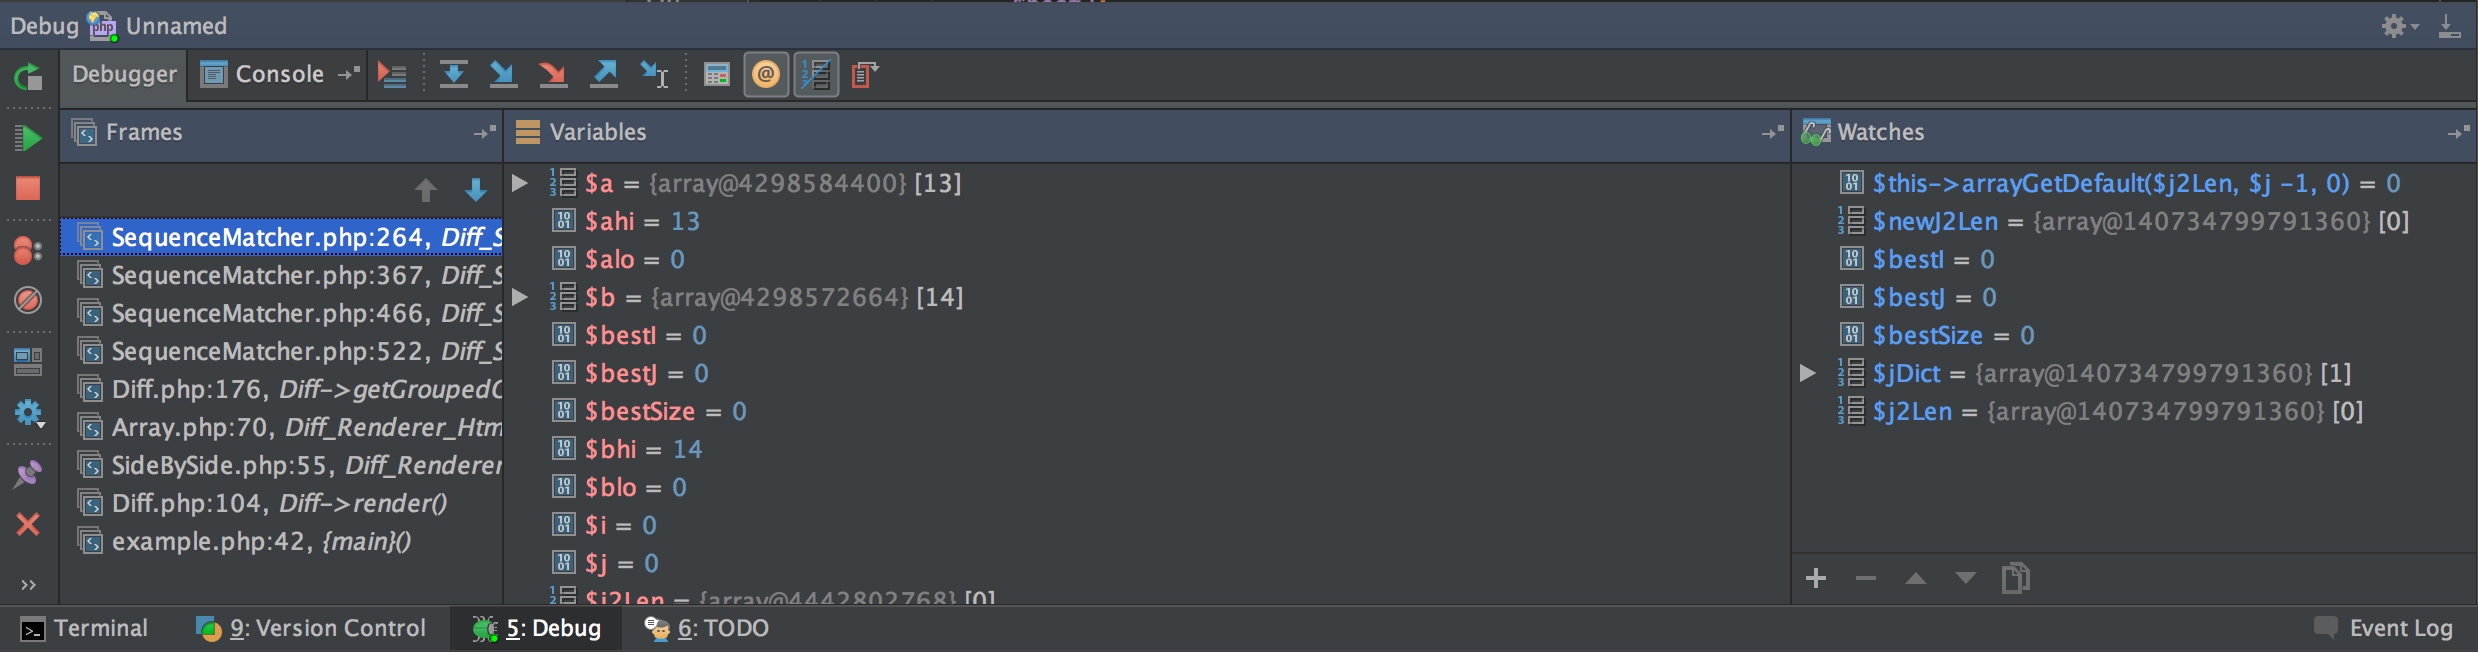 Debug Unnamed
Debugger Console
Frames
SequenceMatcher.php:264, Diff_S
SequenceMatcher.php:367, Diff_S
SequenceMatcher.php:466, Diff_S
SequenceMatcher.php:522, Diff_S
Diff.php:176, Diff->getGroupedO
Array.php:70, Diff_Renderer_Htm
SideBySide.php:55, Diff_Renderer
Diff.php:104, Diff->render()
example.php:42, {main}()
Variables
$a = {array@4298584400} [13]
$ahi = 13
$alo = 0
$b = {array@4298572664} [14]
$bestI = 0
$bestJ = 0
$bestSize = 0
$bhi = 14
$blo = 0
$i = 0
$j = 0
$j2Len = {array@4442802768} [0]
Watches
$this->arrayGetDefault($j2Len, $j -1, 0) = 0
$newJ2Len = {array@140734799791360} [0]
$bestI = 0
$bestJ = 0
$bestSize = 0
$jDict = {array@140734799791360} [1]
$j2Len = {array@140734799791360} [0]
Terminal 9: Version Control 5: Debug 6: TODO Event Log